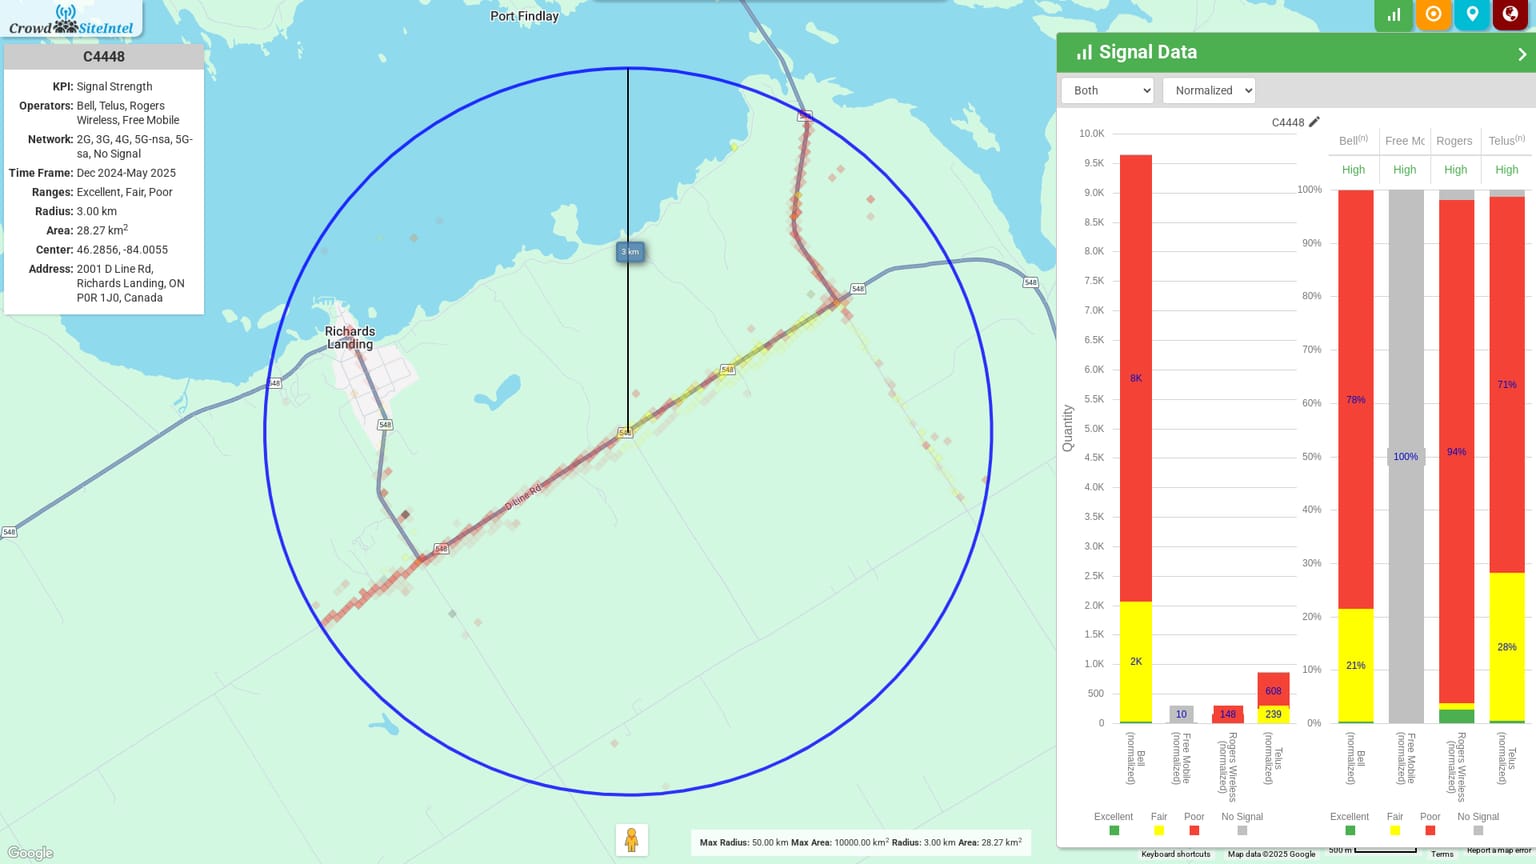 Crowd SiteIntel
C4448
KPI: Signal Strength
Operators: Bell, Telus, Rogers
Wireless, Free Mobile
Network: 2G, 3G, 4G, 5G-nsa, 5G-
sa, No Signal
Time Frame: Dec 2024-May 2025
Ranges: Excellent, Fair, Poor
Radius: 3.00 km
Area: 28.27 km2
Center: 46.2856, -84.0055
Address: 2001 D Line Rd,
Richards Landing, ON
P0R 1J0, Canada
Port Findlay
548
3 km
548
548
Richards
Landing
548
548
548
548
D Line Rd
548
548
Google
Max Radius: 50.00 km Max Area: 10000.00 km2 Radius: 3.00 km Area: 28.27 km2
Signal Data
Both
Normalized
C4448
Quantity
10.0K
9.5K
9.0K
8.5K
8.0K
7.5K
7.0K
6.5K
6.0K
5.5K
5.0K
4.5K
4.0K
3.5K
3.0K
2.5K
2.0K
1.5K
1.0K
500
0
8K
2K
10
148
608
239
Bell
(normalized)
Free Mobile
(normalized)
Rogers Wireless
(normalized)
Telus
(normalized)
Excellent Fair Poor No Signal
Bell(n) Free Mo Rogers Telus(n)
High High High High
100%
90%
80%
70%
60%
50%
40%
30%
20%
10%
0%
78%
21%
100%
94%
71%
28%
Bell
(normalized)
Free Mobile
(normalized)
Rogers Wireless
(normalized)
Telus
(normalized)
Excellent Fair Poor No Signal
Keyboard shortcuts Map data ©2025 Google 500 m Terms Report a map error